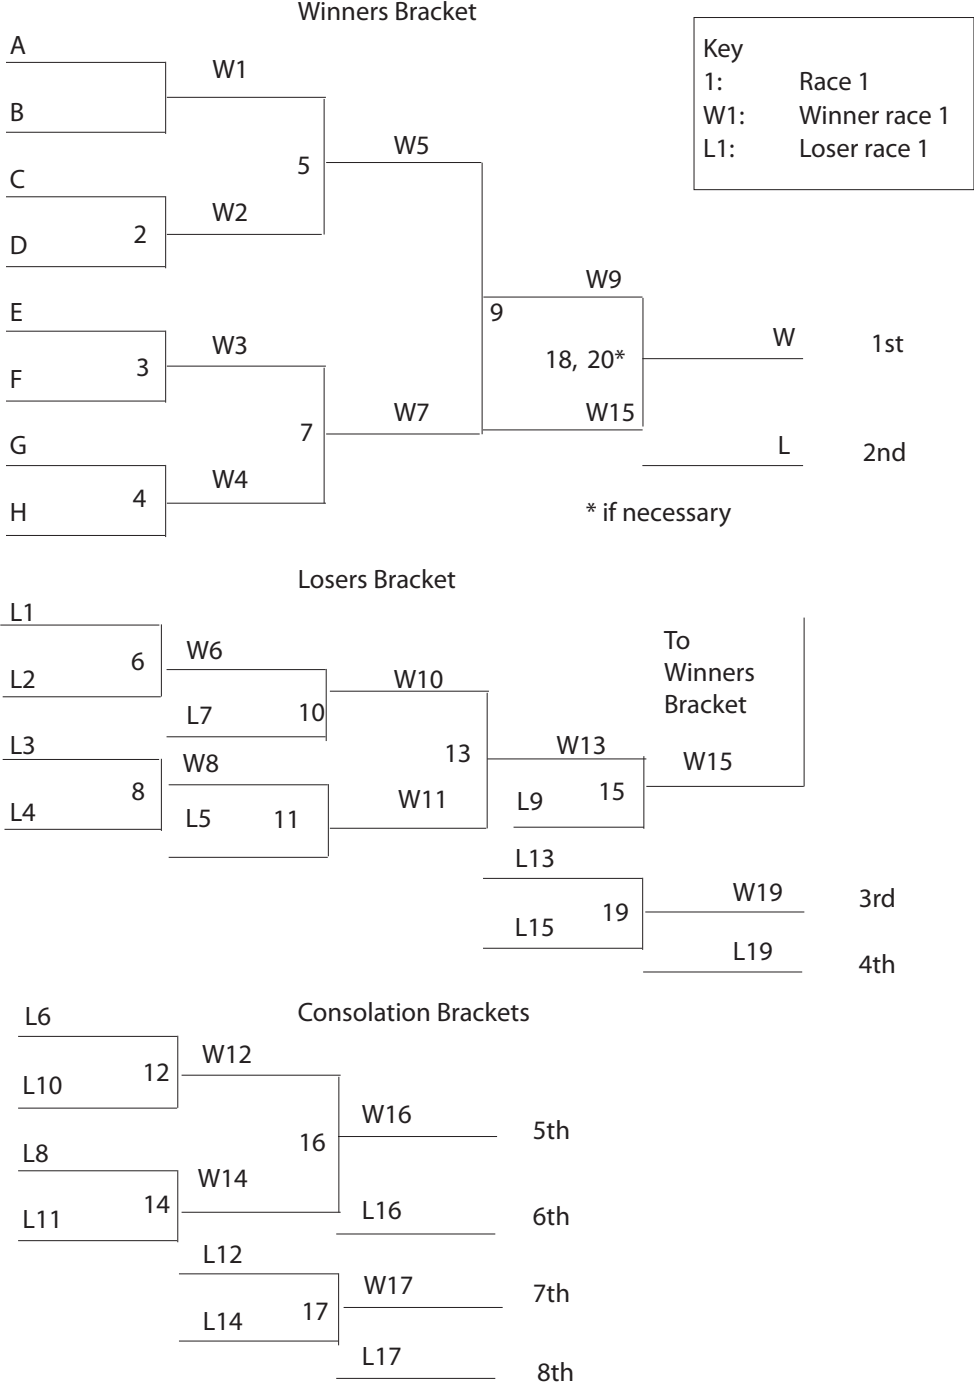 Winners Bracket
Key
1: Race 1
W1: Winner race 1
L1: Loser race 1
A
W1
B
5
W5
C
W2
2
D
W9
E
9
W
1st
W3
3
18, 20*
F
W7
W15
7
G
L
2nd
W4
4
H
* if necessary
Losers Bracket
L1
To
Winners
Bracket
6
W6
L2
W10
L7
10
L3
13
W13
W8
W15
8
L9
15
W11
L4
L5
11
L13
19
W19
3rd
L15
L19
4th
Consolation Brackets
L6
W12
12
L10
W16
5th
16
L8
W14
14
L11
L16
6th
L12
W17
7th
17
L14
L17
8th